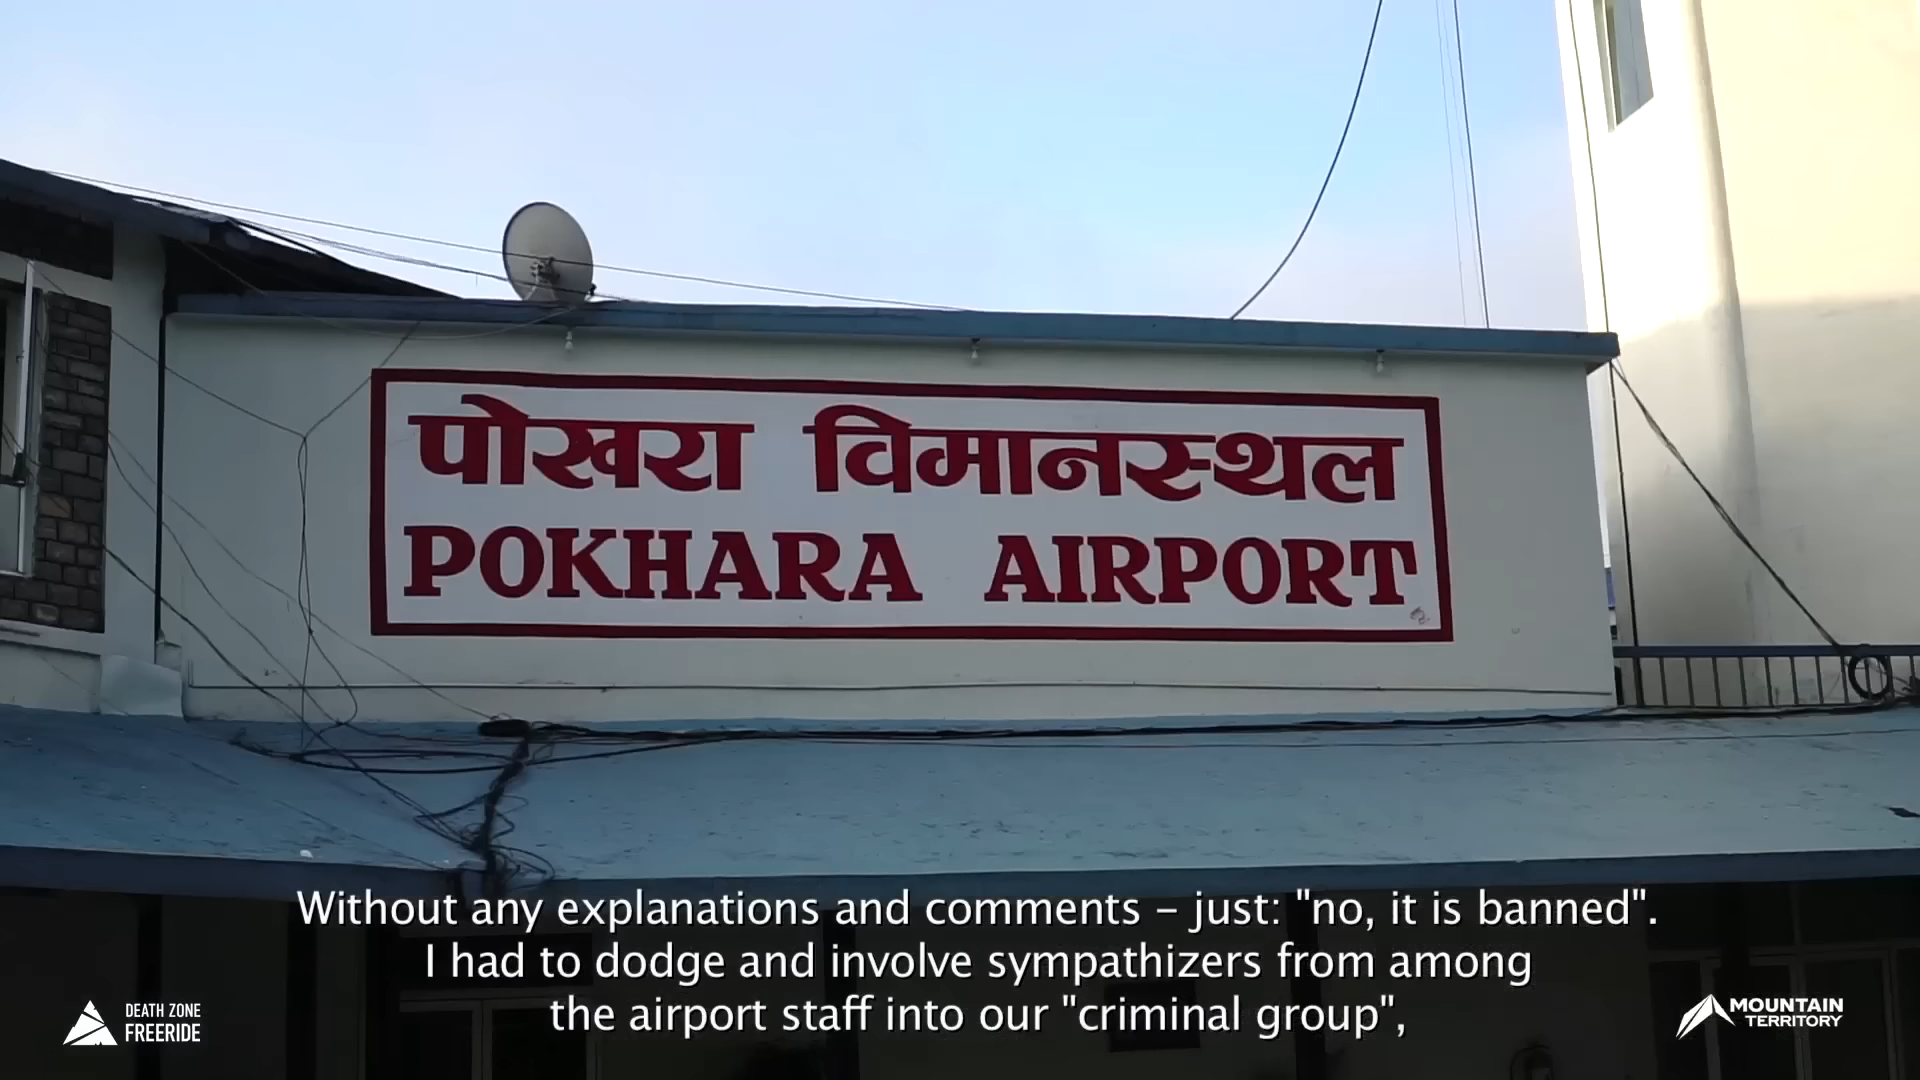 पोखरा विमानस्थल
POKHARA AIRPORT
Without any explanations and comments – just: "no, it is banned".
I had to dodge and involve sympathizers from among
the airport staff into our "criminal group",
DEATH ZONE
FREERIDE
MOUNTAIN
TERRITORY